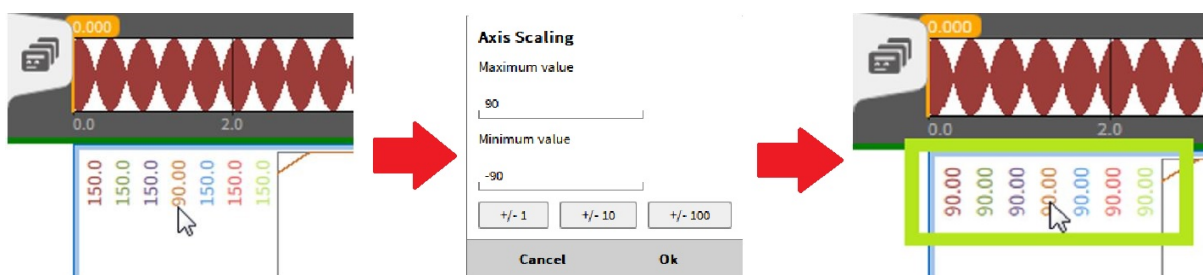 0.000
0.0 2.0
150.0 150.0 150.0 90.00 150.0 150.0 150.0
Axis Scaling
Maximum value
90
Minimum value
-90
+/- 1 +/- 10 +/- 100
Cancel Ok
0.000
0.0 2.0
90.00 90.00 90.00 90.00 90.00 90.00 90.00